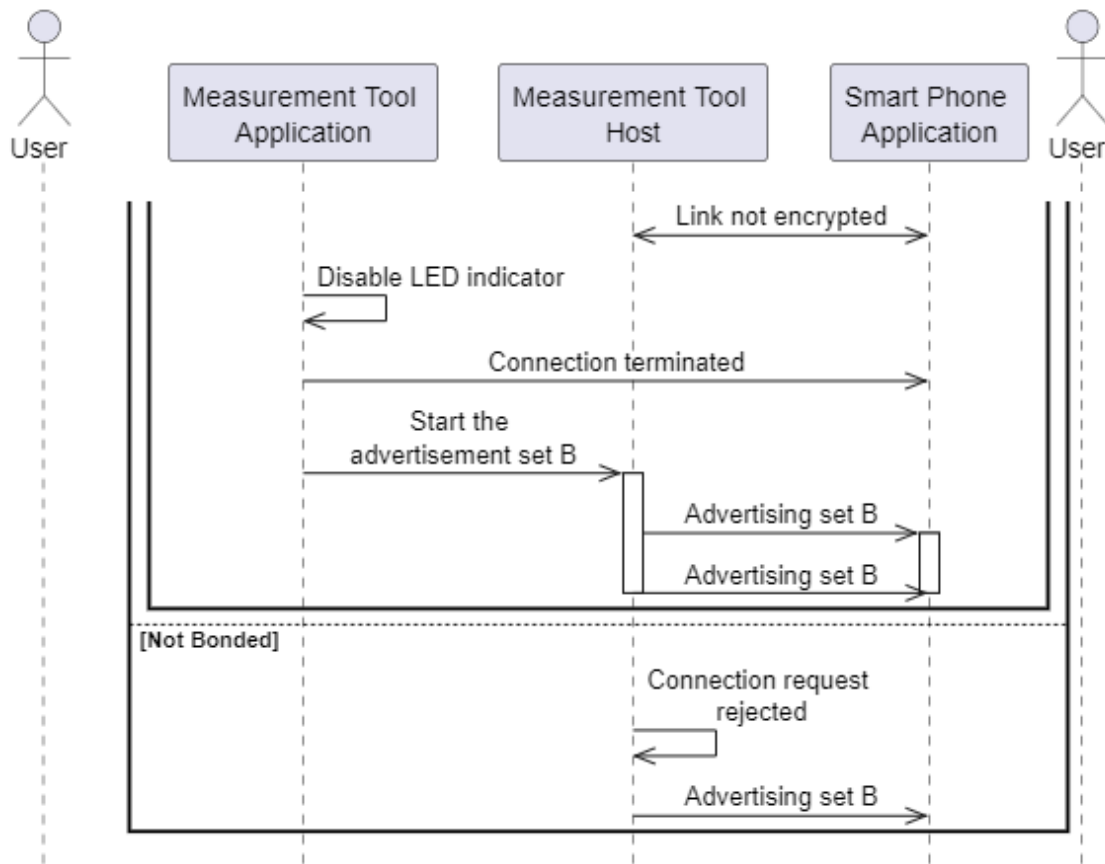 User
Measurement Tool
Application
Measurement Tool
Host
Smart Phone
Application
User
Link not encrypted
Disable LED indicator
Connection terminated
Start the
advertisement set B
Advertising set B
Advertising set B
[Not Bonded]
Connection request
rejected
Advertising set B